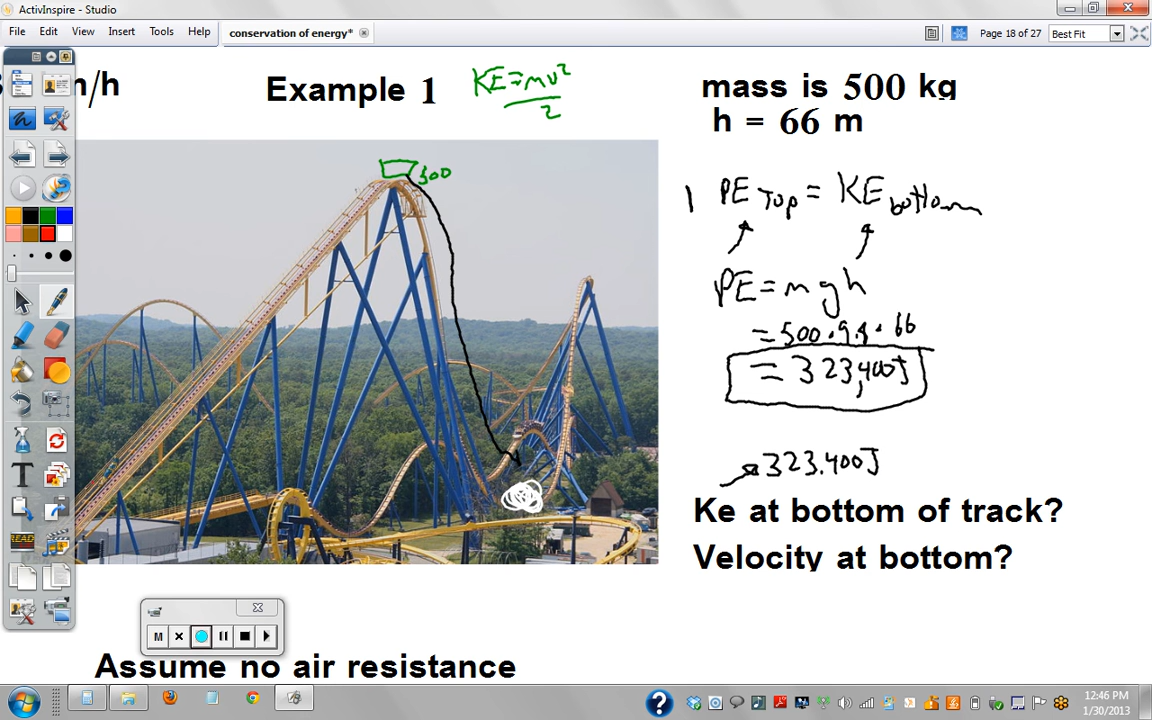 ActivInspire - Studio
File Edit View Insert Tools Help
conservation of energy*
Page 18 of 27
Best Fit
m/h
Example 1
KE = mv²
2
mass is 500 kg
h = 66 m
500
1 PE Top = KE bottom
PE = mgh
= 500 · 9.8 · 66
= 323,400J
323,400J
Ke at bottom of track?
Velocity at bottom?
READ
M
Assume no air resistance
12:46 PM
1/30/2013